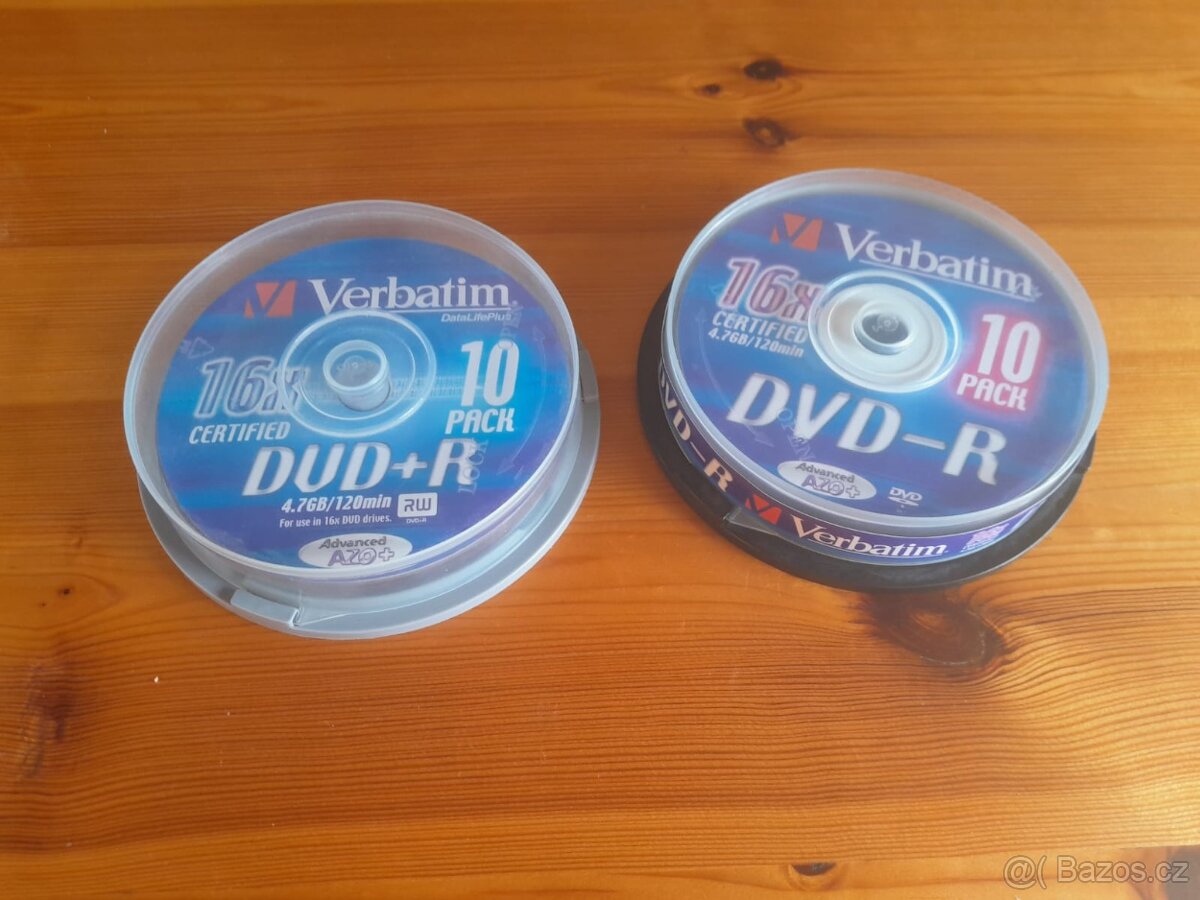 Verbatim
DataLifePlus
16x
CERTIFIED
10
PACK
DVD+R
4.7GB/120min
RW
DVD+R
For use in 16x DVD drives.
Advanced
AZO+
Verbatim
16x
CERTIFIED
4.7GB/120min
10
PACK
DVD-R
Advanced
AZO+
DVD
DVD-R
Verbatim
@( Bazos.cz